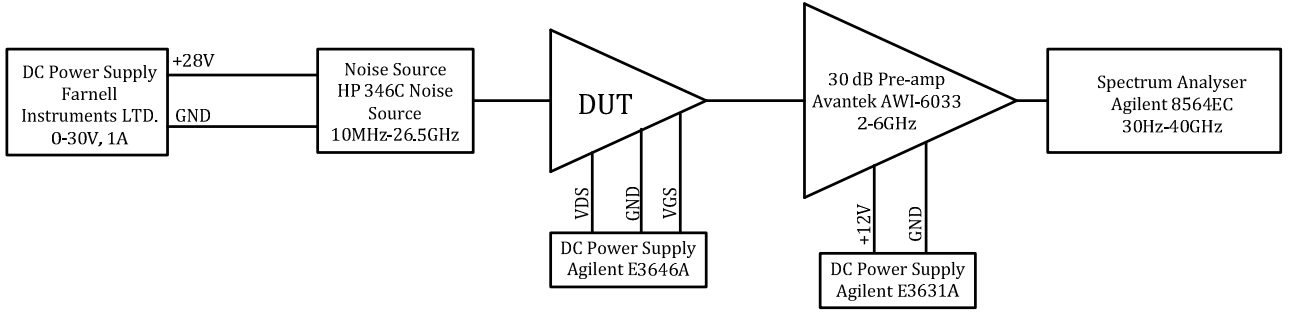 DC Power Supply
Farnell
Instruments LTD.
0-30V, 1A
+28V
GND
Noise Source
HP 346C Noise
Source
10MHz-26.5GHz
DUT
VDS
GND
VGS
DC Power Supply
Agilent E3646A
30 dB Pre-amp
Avantek AWI-6033
2-6GHz
+12V
GND
DC Power Supply
Agilent E3631A
Spectrum Analyser
Agilent 8564EC
30Hz-40GHz